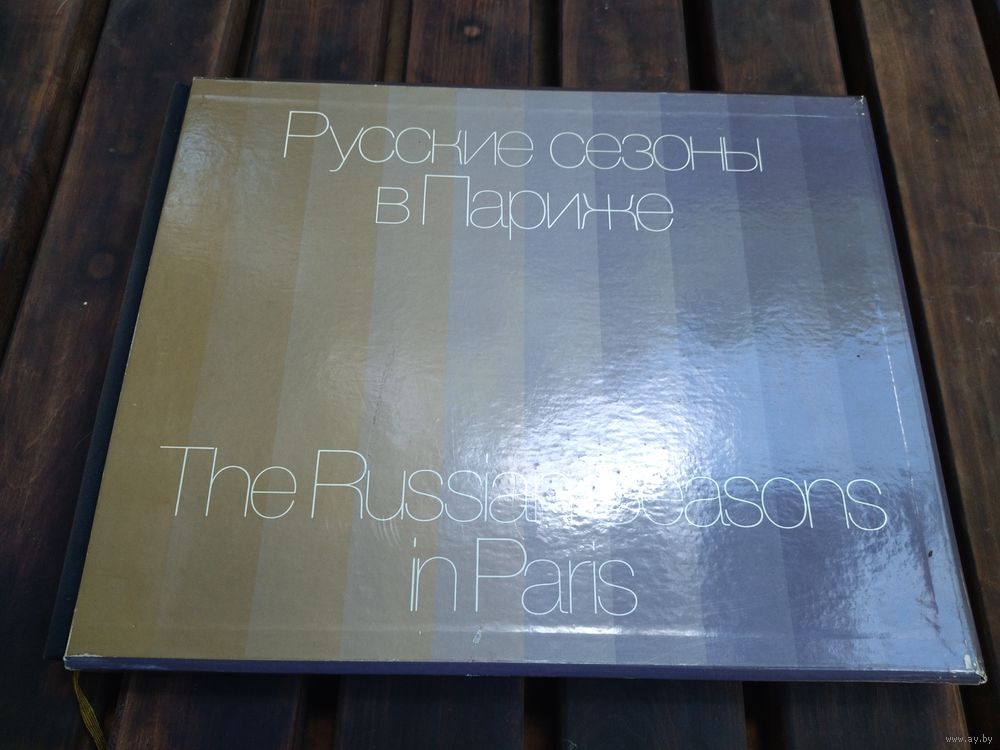 Русские сезоны
в Париже
The Russian Seasons
in Paris
www.ay.by